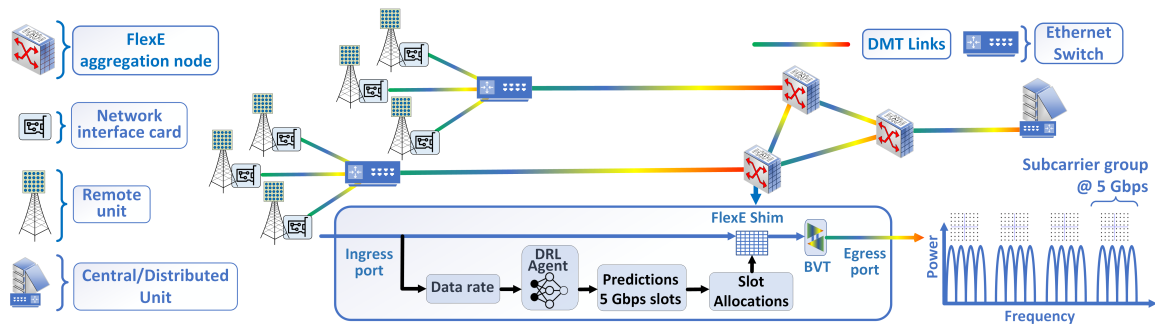 FlexE
aggregation node
Network
interface card
Remote
unit
Central/Distributed
Unit
DMT Links
Ethernet
Switch
Subcarrier group
@ 5 Gbps
FlexE Shim
Ingress
port
Data rate
DRL
Agent
Predictions
5 Gbps slots
Slot
Allocations
BVT
Egress
port
Power
Frequency